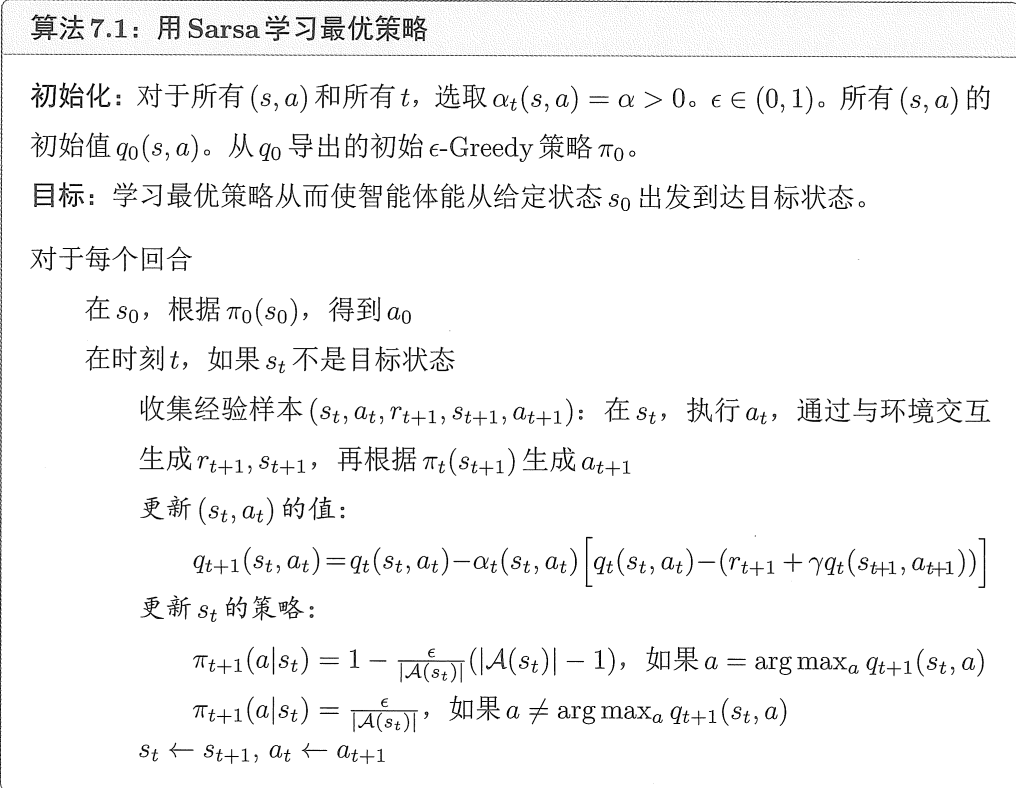 算法7.1：用Sarsa学习最优策略
初始化：对于所有(s, a)和所有t，选取α_t(s, a) = α > 0。ϵ ∈ (0, 1)。所有(s, a)的
初始值q_0(s, a)。从q_0导出的初始ϵ-Greedy策略π_0。
目标：学习最优策略从而使智能体能从给定状态s_0出发到达目标状态。
对于每个回合
在s_0，根据π_0(s_0)，得到a_0
在时刻t，如果s_t不是目标状态
收集经验样本(s_t, a_t, r_{t+1}, s_{t+1}, a_{t+1})：在s_t，执行a_t，通过与环境交互
生成r_{t+1}, s_{t+1}，再根据π_t(s_{t+1})生成a_{t+1}
更新(s_t, a_t)的值：
q_{t+1}(s_t, a_t)=q_t(s_t, a_t)−α_t(s_t, a_t)[q_t(s_t, a_t)−(r_{t+1} + γq_t(s_{t+1}, a_{t+1}))]
更新s_t的策略：
π_{t+1}(a|s_t) = 1 − \frac{ϵ}{|A(s_t)|}(|A(s_t)| − 1)，如果a = arg max_a q_{t+1}(s_t, a)
π_{t+1}(a|s_t) = \frac{ϵ}{|A(s_t)|}，如果a ≠ arg max_a q_{t+1}(s_t, a)
s_t ← s_{t+1}, a_t ← a_{t+1}